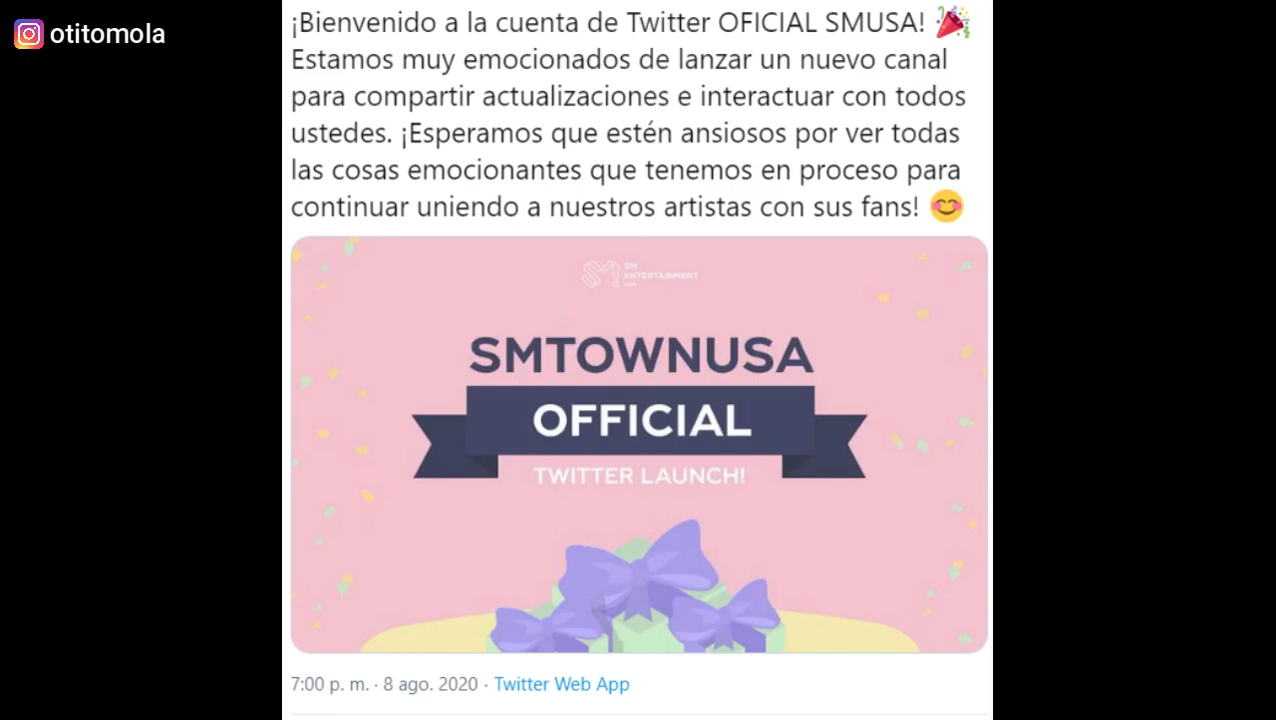 otitomola
¡Bienvenido a la cuenta de Twitter OFICIAL SMUSA! 🎉
Estamos muy emocionados de lanzar un nuevo canal
para compartir actualizaciones e interactuar con todos
ustedes. ¡Esperamos que estén ansiosos por ver todas
las cosas emocionantes que tenemos en proceso para
continuar uniendo a nuestros artistas con sus fans! 😊
SM
ENTERTAINMENT
USA
SMTOWNUSA
OFFICIAL
TWITTER LAUNCH!
7:00 p. m. · 8 ago. 2020 · Twitter Web App